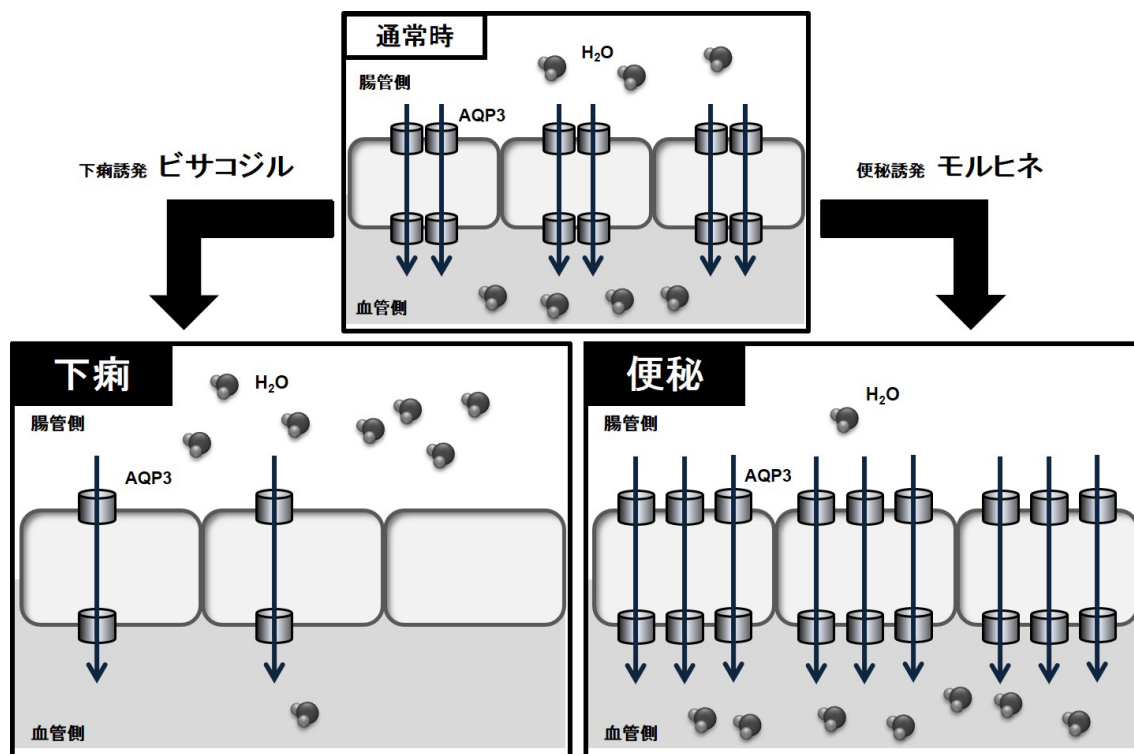 通常時
H₂O
腸管側
AQP3
血管側
下痢誘発 ビサコジル
便秘誘発 モルヒネ
下痢
H₂O
腸管側
AQP3
血管側
便秘
H₂O
腸管側
AQP3
血管側